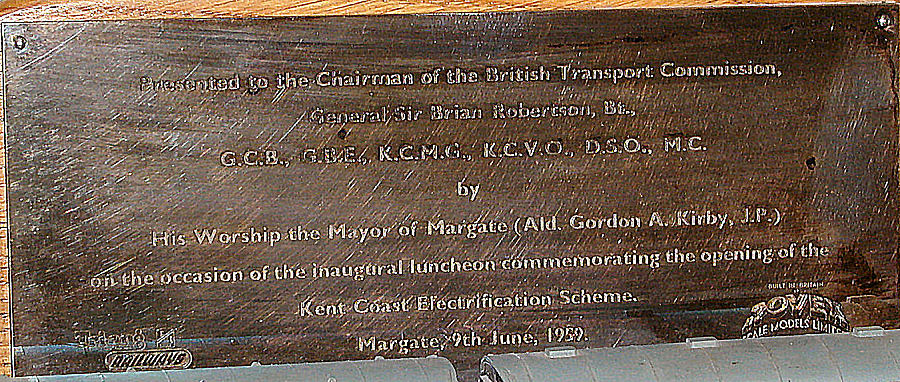 Presented to the Chairman of the British Transport Commission,
General Sir Brian Robertson, Bt.,
G.C.B., G.B.E., K.C.M.G., K.C.V.O., D.S.O., M.C.
by
His Worship the Mayor of Margate (Ald. Gordon A. Kirby, J.P.)
on the occasion of the inaugural luncheon commemorating the opening of the
Kent Coast Electrification Scheme.
Margate, 9th June, 1959.
BUILT IN BRITAIN
MODELS LIMITED
RAILWAYS